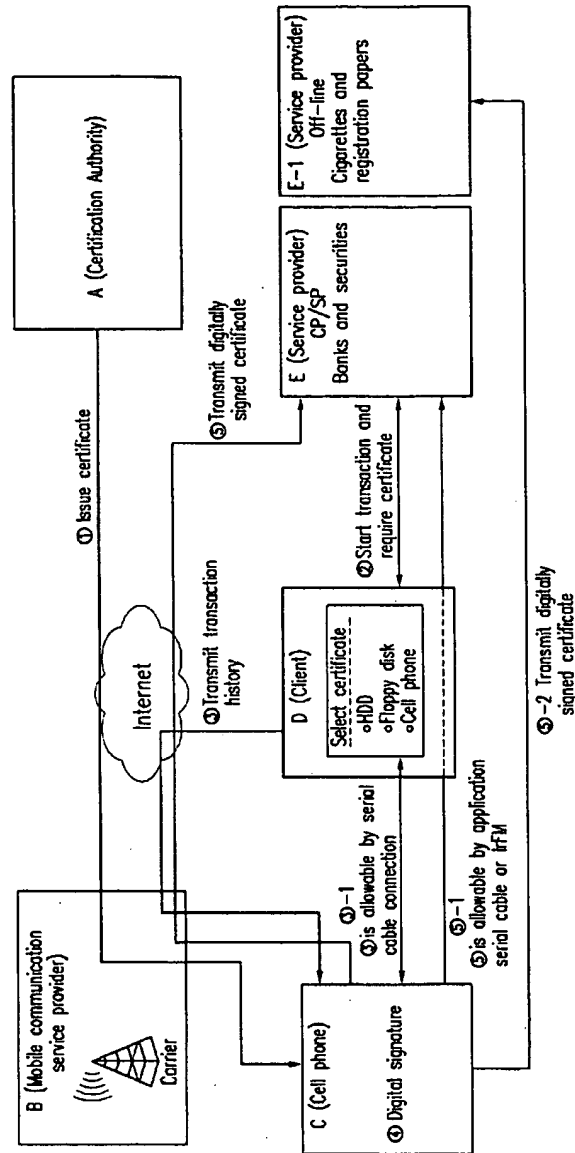 A (Certification Authority)
① Issue certificate
B (Mobile communication
service provider)
Carrier
Internet
⑤ Transmit digitally
signed certificate
③ Transmit transaction
history
C (Cell phone)
④ Digital signature
③-1
③ is allowable by serial
cable connection
D (Client)
Select certificate
HDD
Floppy disk
Cell phone
② Start transaction and
require certificate
E (Service provider)
CP/SP
Banks and securities
E-1 (Service provider)
Off-line
Cigarettes and
registration papers
⑤-1
⑤ is allowable by application
serial cable or irFM
⑤-2 Transmit digitally
signed certificate